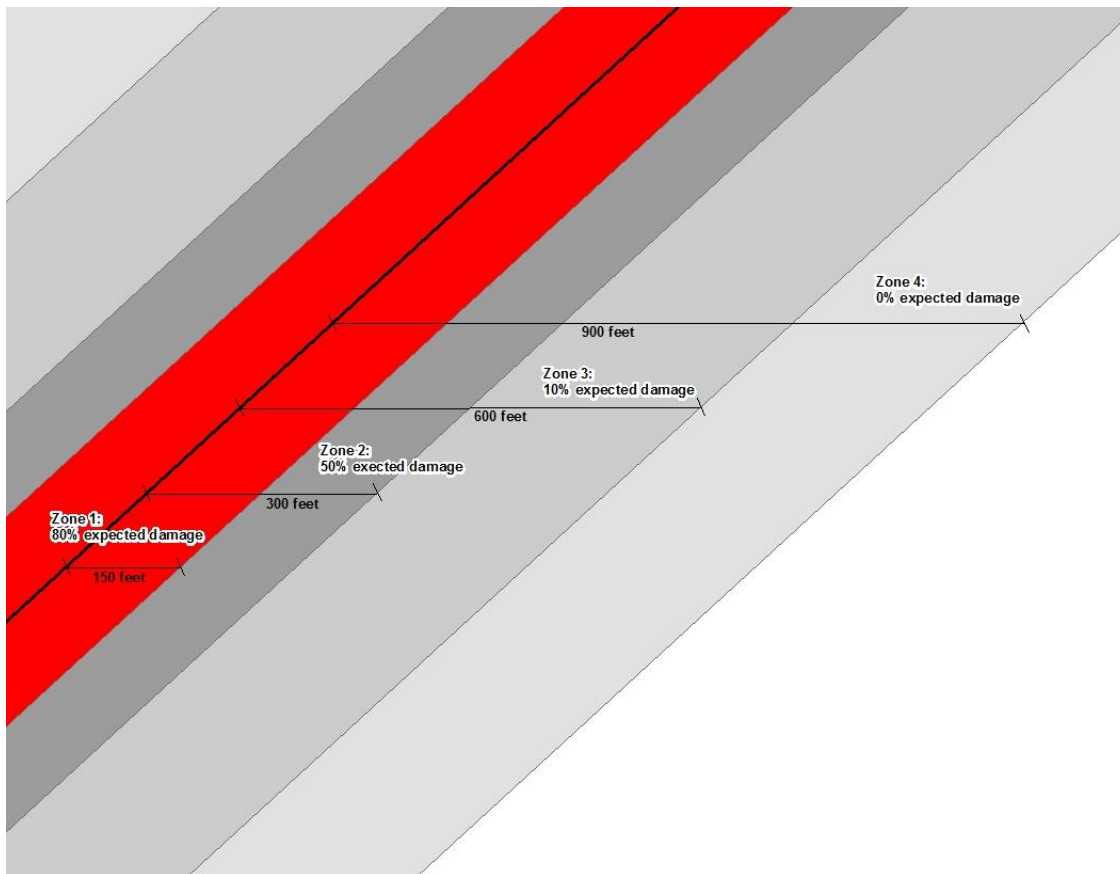 Zone 4:
0% expected damage
900 feet
Zone 3:
10% expected damage
600 feet
Zone 2:
50% exected damage
300 feet
Zone 1:
80% expected damage
150 feet